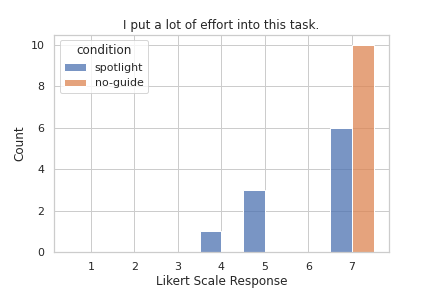 I put a lot of effort into this task.
condition
spotlight
no-guide
10
8
6
4
2
0
Count
1 2 3 4 5 6 7
Likert Scale Response